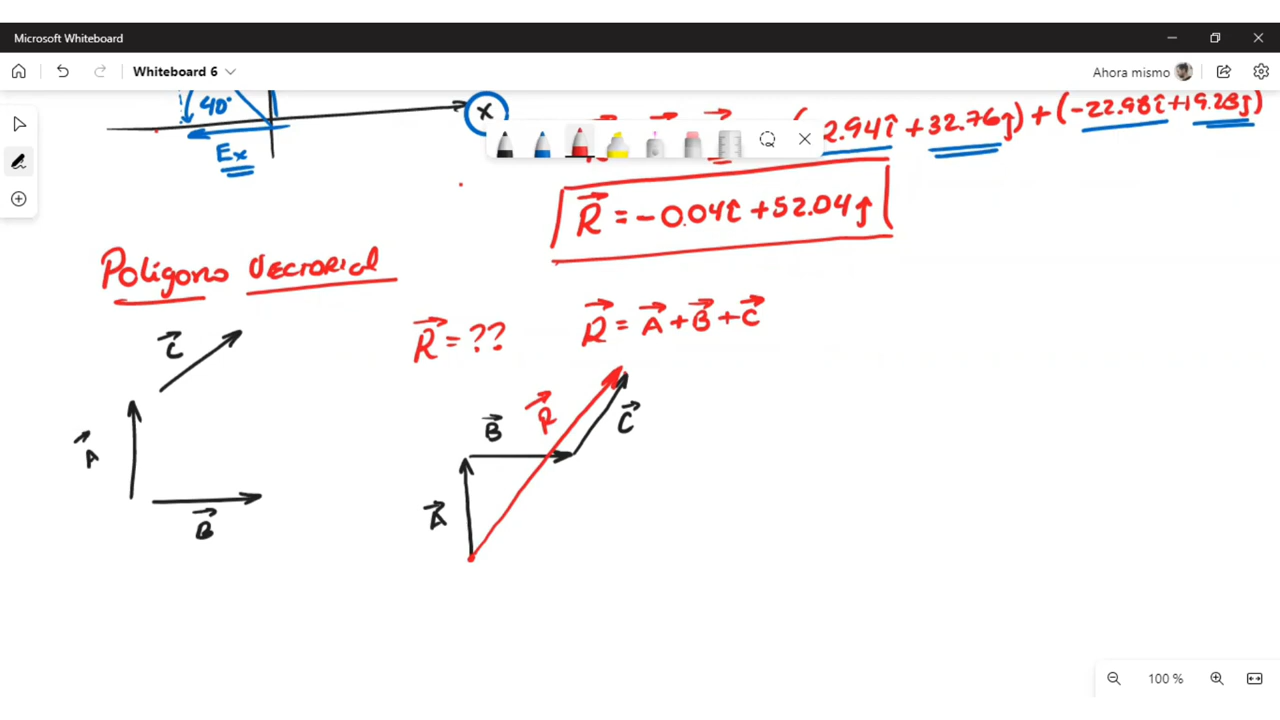 Microsoft Whiteboard
Whiteboard 6
Ahora mismo
40°
x
Ex
2.94î + 32.76ĵ) + (-22.98î + 19.28ĵ)
R⃗ = -0.04î + 52.04ĵ
Polígono Vectorial
R⃗ = ??
R⃗ = A⃗ + B⃗ + C⃗
C⃗
A⃗
B⃗
B⃗
R⃗
C⃗
A⃗
100 %